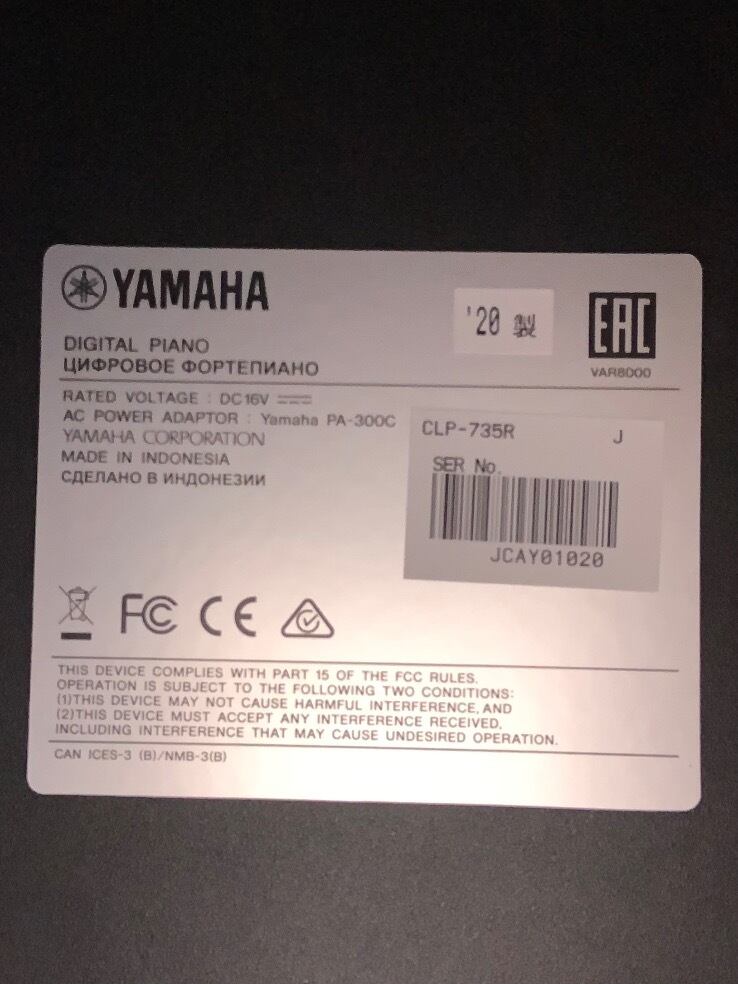 YAMAHA
'20 製
EAC
VAR8000
DIGITAL PIANO
ЦИФРОВОЕ ФОРТЕПИАНО
RATED VOLTAGE : DC16V
AC POWER ADAPTOR : Yamaha PA-300C
YAMAHA CORPORATION
MADE IN INDONESIA
СДЕЛАНО В ИНДОНЕЗИИ
CLP-735R J
SER No.
JCAY01020
FC CE
THIS DEVICE COMPLIES WITH PART 15 OF THE FCC RULES.
OPERATION IS SUBJECT TO THE FOLLOWING TWO CONDITIONS:
(1)THIS DEVICE MAY NOT CAUSE HARMFUL INTERFERENCE, AND
(2)THIS DEVICE MUST ACCEPT ANY INTERFERENCE RECEIVED,
INCLUDING INTERFERENCE THAT MAY CAUSE UNDESIRED OPERATION.
CAN ICES-3 (B)/NMB-3(B)